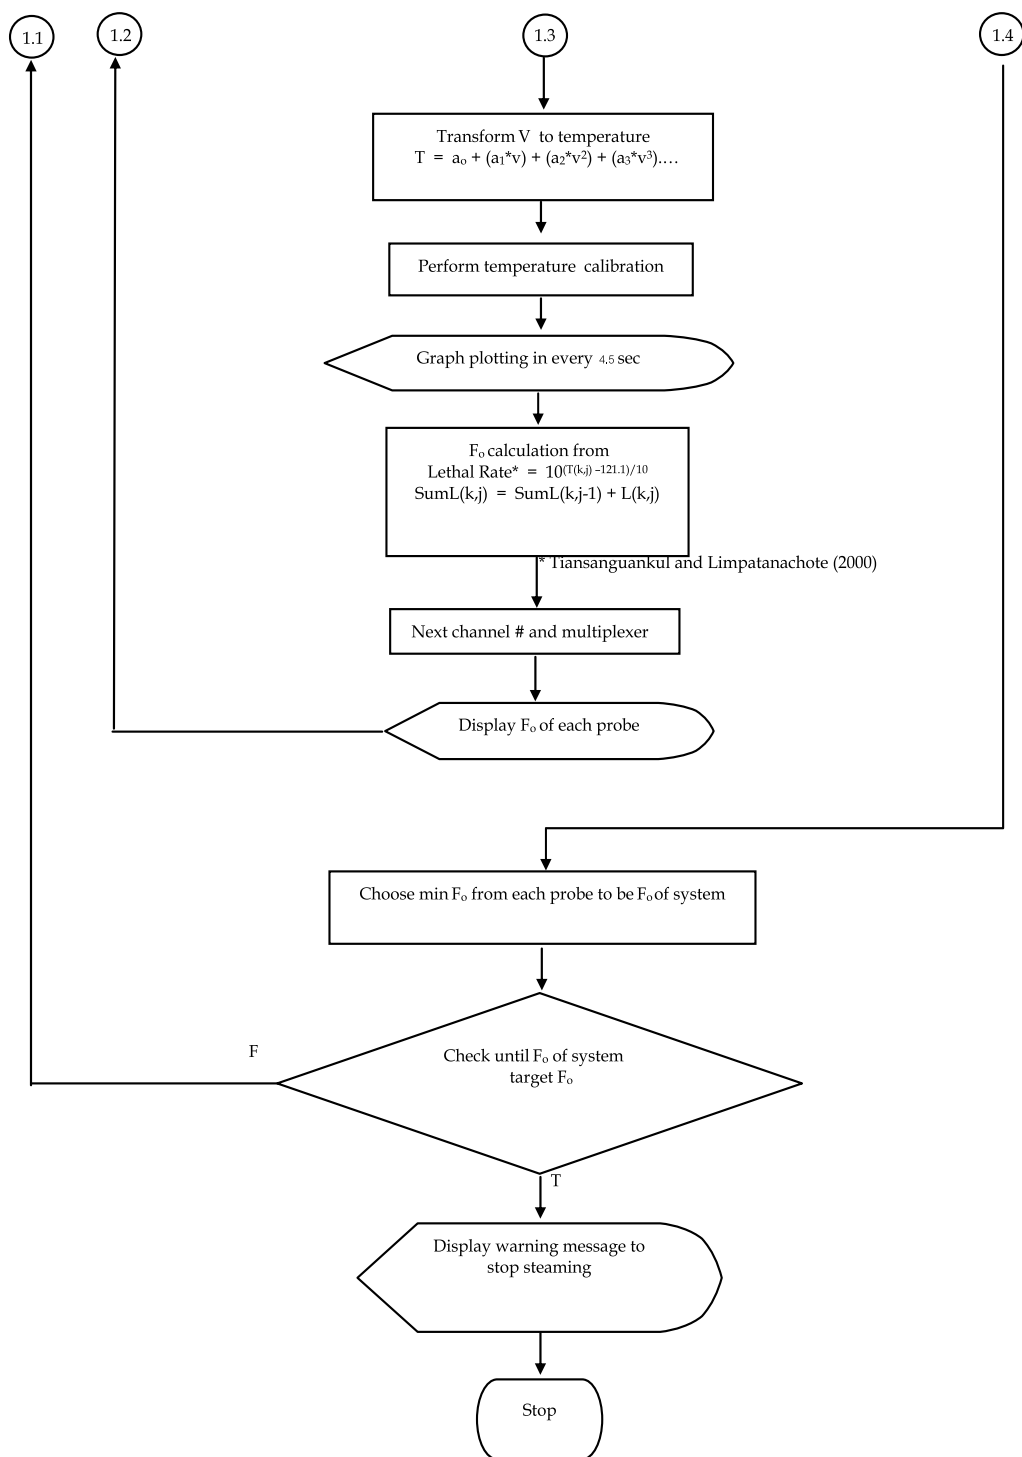 1.1
1.2
1.3
1.4
Transform V to temperature
T = aₒ + (a₁*v) + (a₂*v²) + (a₃*v³)....
Perform temperature calibration
Graph plotting in every 4.5 sec
Fₒ calculation from
Lethal Rate* = 10^(T(k,j) –121.1)/10
SumL(k,j) = SumL(k,j-1) + L(k,j)
* Tiansanguankul and Limpatanachote (2000)
Next channel # and multiplexer
Display Fₒ of each probe
Choose min Fₒ from each probe to be Fₒ of system
F
Check until Fₒ of system
target Fₒ
T
Display warning message to
stop steaming
Stop